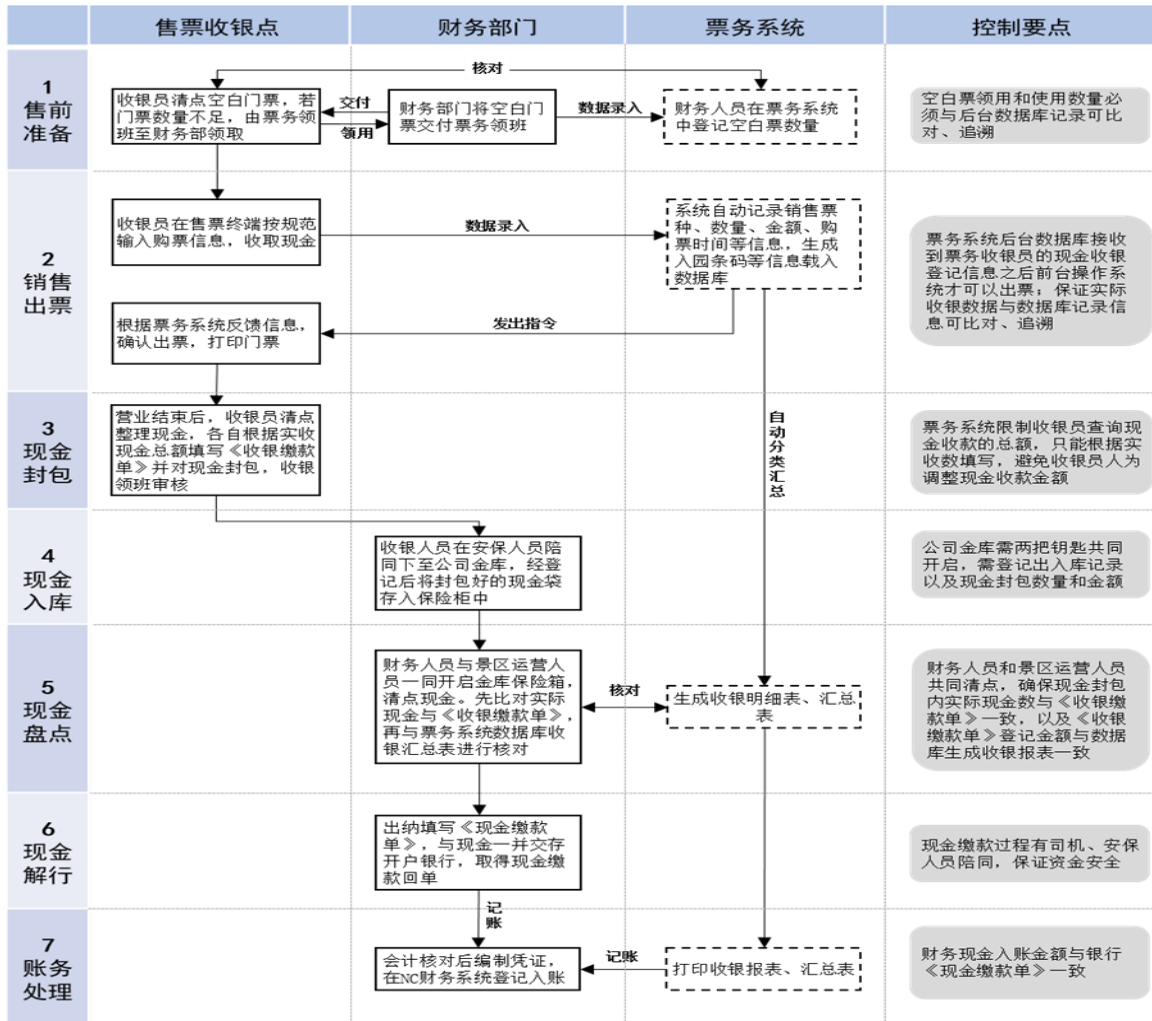 售票收银点
财务部门
票务系统
控制要点
1
售前
准备
核对
收银员清点空白门票，若
门票数量不足，由票务领
班至财务部领取
交付
领用
财务部门将空白门
票交付票务领班
数据录入
财务人员在票务系统
中登记空白票数量
空白票领用和使用数量必
须与后台数据库记录可比
对、追溯
2
销售
出票
收银员在售票终端按规范
输入购票信息，收取现金
数据录入
系统自动记录销售票
种、数量、金额、购
票时间等信息，生成
入园条码等信息载入
数据库
票务系统后台数据库接收
到票务收银员的现金收银
登记信息之后前台操作系
统才可以出票；保证实际
收银数据与数据库记录信
息可比对、追溯
根据票务系统反馈信息，
确认出票，打印门票
发出指令
自动分类汇总
3
现金
封包
营业结束后，收银员清点
整理现金，各自根据实收
现金总额填写《收银缴款
单》并对现金封包，收银
领班审核
票务系统限制收银员查询现
金收款的总额，只能根据实
收数填写，避免收银员人为
调整现金收款金额
4
现金
入库
收银人员在安保人员陪
同下至公司金库，经登
记后将封包好的现金袋
存入保险柜中
公司金库需两把钥匙共同
开启，需登记出入库记录
以及现金封包数量和金额
5
现金
盘点
财务人员与景区运营人
员一同开启金库保险箱，
清点现金。先比对实际
现金与《收银缴款单》，
再与票务系统数据库收
银汇总表进行核对
核对
生成收银明细表、汇总
表
财务人员和景区运营人员
共同清点，确保现金封包
内实际现金数与《收银缴
款单》一致，以及《收银
缴款单》登记金额与数据
库生成收银报表一致
6
现金
解行
出纳填写《现金缴款
单》，与现金一并交存
开户银行，取得现金缴
款回单
现金缴款过程有司机、安保
人员陪同，保证资金安全
记账
7
账务
处理
会计核对后编制凭证，
在NC财务系统登记入账
记账
打印收银报表、汇总表
财务现金入账金额与银行
《现金缴款单》一致